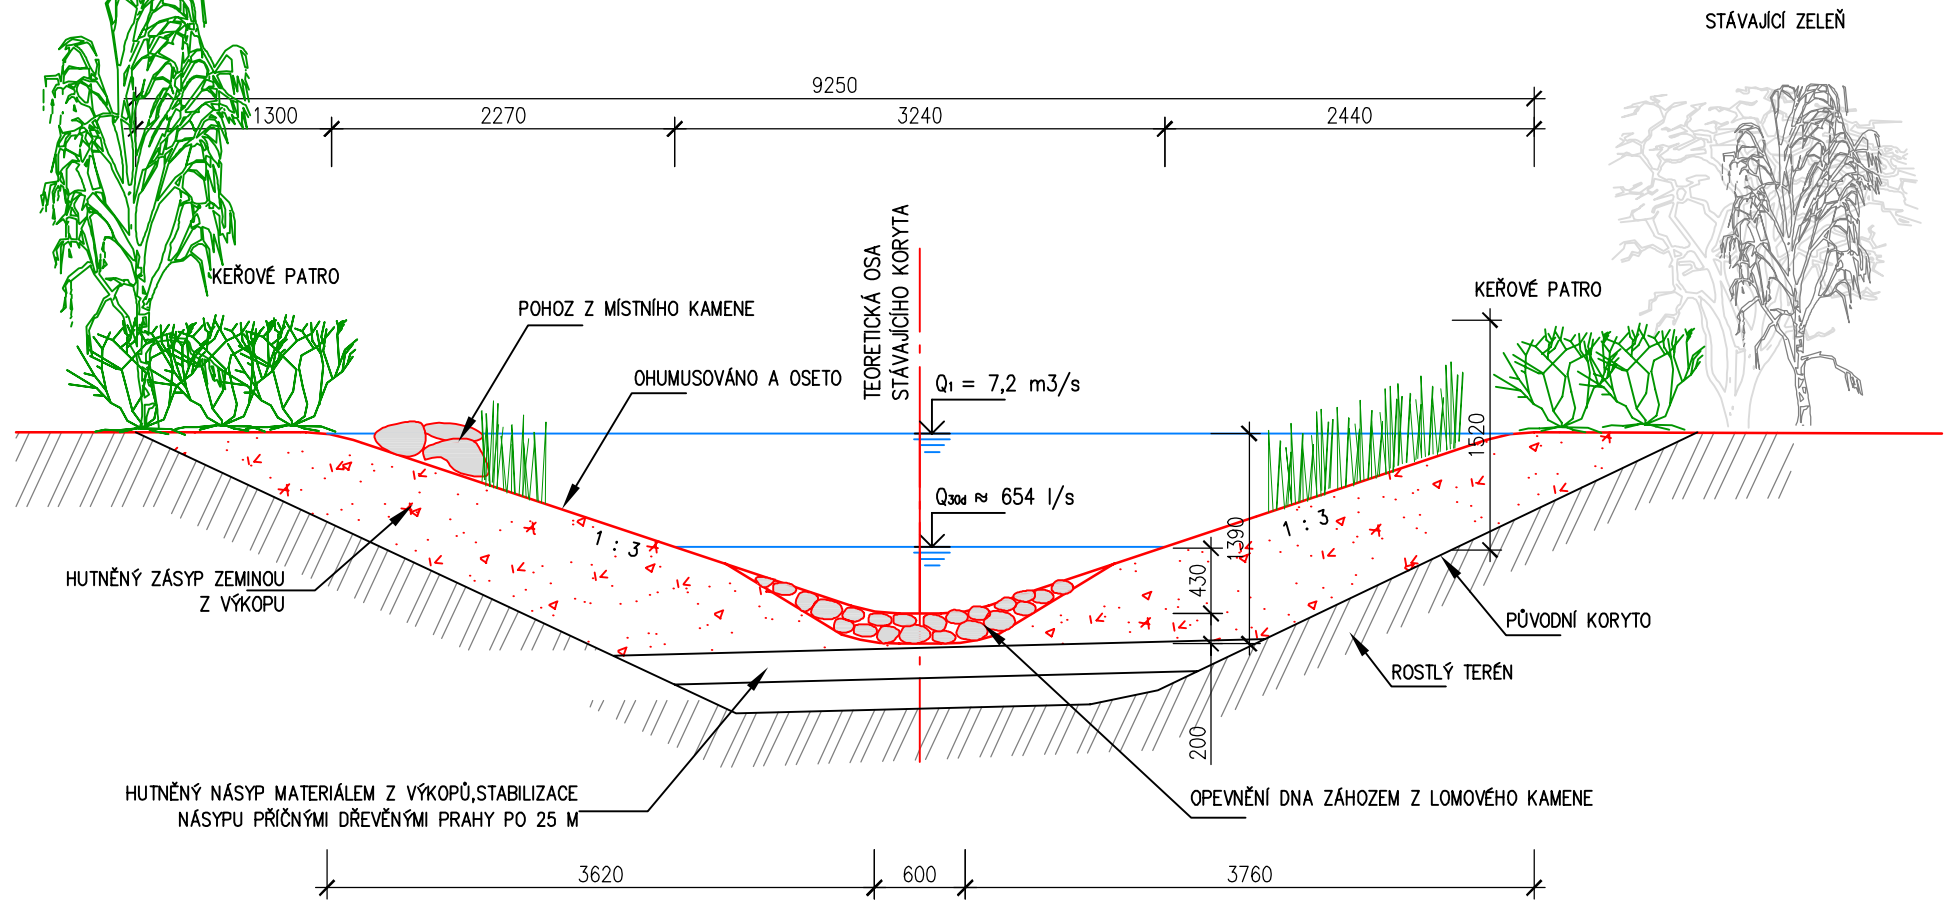 STÁVAJÍCÍ ZELEŇ
9250
1300
2270
3240
2440
TEORETICKÁ OSA
STÁVAJÍCÍHO KORYTA
KEŘOVÉ PATRO
KEŘOVÉ PATRO
POHOZ Z MÍSTNÍHO KAMENE
OHUMUSOVÁNO A OSETO
Q1 = 7,2 m3/s
1520
Q30d ≈ 654 l/s
1 : 3
1 : 3
1390
430
HUTNĚNÝ ZÁSYP ZEMINOU
Z VÝKOPU
PŮVODNÍ KORYTO
ROSTLÝ TERÉN
200
HUTNĚNÝ NÁSYP MATERIÁLEM Z VÝKOPŮ,STABILIZACE
NÁSYPU PŘÍČNÝMI DŘEVĚNÝMI PRAHY PO 25 M
OPEVNĚNÍ DNA ZÁHOZEM Z LOMOVÉHO KAMENE
3620
600
3760